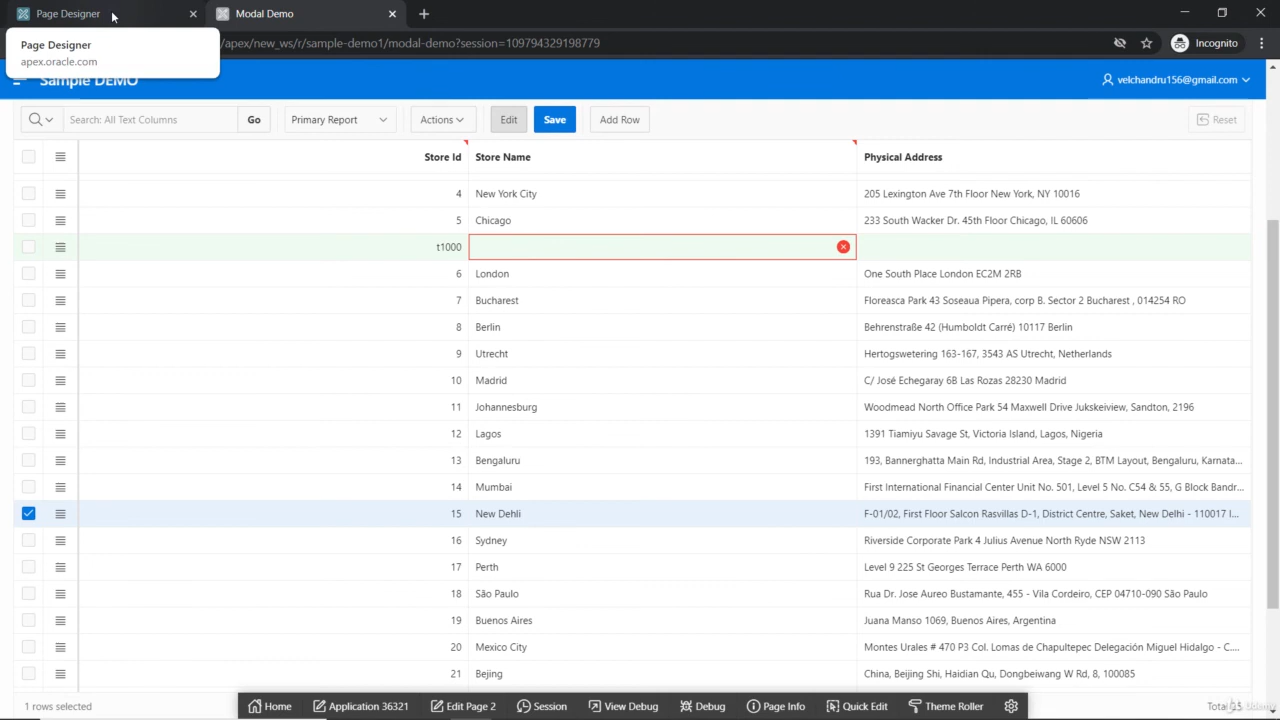 Page Designer
Modal Demo
Page Designer
apex.oracle.com
/apex/new_ws/r/sample-demo1/modal-demo?session=109794329198779
Incognito
Sample DEMO
velchandru156@gmail.com
Search: All Text Columns
Go
Primary Report
Actions
Edit
Save
Add Row
Reset
Store Id Store Name Physical Address
4 New York City 205 Lexington Ave 7th Floor New York, NY 10016
5 Chicago 233 South Wacker Dr. 45th Floor Chicago, IL 60606
t1000
6 London One South Place London EC2M 2RB
7 Bucharest Floreasca Park 43 Soseaua Pipera, corp B. Sector 2 Bucharest , 014254 RO
8 Berlin Behrenstraße 42 (Humboldt Carré) 10117 Berlin
9 Utrecht Hertogswetering 163-167, 3543 AS Utrecht, Netherlands
10 Madrid C/ José Echegaray 6B Las Rozas 28230 Madrid
11 Johannesburg Woodmead North Office Park 54 Maxwell Drive Jukskeiview, Sandton, 2196
12 Lagos 1391 Tiamiyu Savage St, Victoria Island, Lagos, Nigeria
13 Bengaluru 193, Bannerghatta Main Rd, Industrial Area, Stage 2, BTM Layout, Bengaluru, Karnata...
14 Mumbai First International Financial Center Unit No. 501, Level 5 No. C54 & 55, G Block Bandr...
15 New Dehli F-01/02, First Floor Salcon Rasvillas D-1, District Centre, Saket, New Delhi - 110017 I...
16 Sydney Riverside Corporate Park 4 Julius Avenue North Ryde NSW 2113
17 Perth Level 9 225 St Georges Terrace Perth WA 6000
18 São Paulo Rua Dr. Jose Aureo Bustamante, 455 - Vila Cordeiro, CEP 04710-090 São Paulo
19 Buenos Aires Juana Manso 1069, Buenos Aires, Argentina
20 Mexico City Montes Urales # 470 P3 Col. Lomas de Chapultepec Delegación Miguel Hidalgo - C....
21 Bejing China, Beijing Shi, Haidian Qu, Dongbeiwang W Rd, 8, 100085
1 rows selected
Home
Application 36321
Edit Page 2
Session
View Debug
Debug
Page Info
Quick Edit
Theme Roller